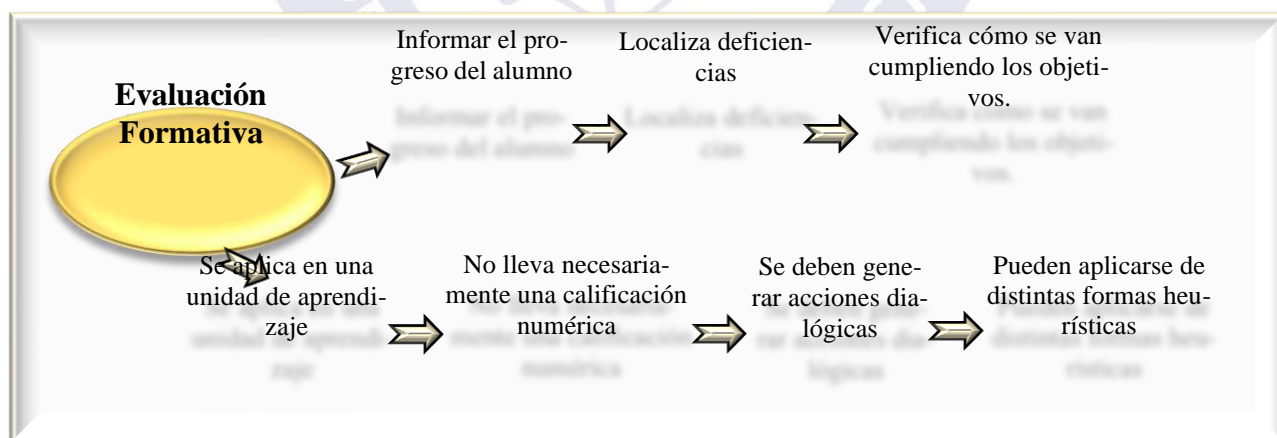 Evaluación
Formativa
Informar el pro-
greso del alumno
Localiza deficien-
cias
Verifica cómo se van
cumpliendo los objeti-
vos.
Se aplica en una
unidad de aprendi-
zaje
No lleva necesaria-
mente una calificación
numérica
Se deben gene-
rar acciones dia-
lógicas
Pueden aplicarse de
distintas formas heu-
rísticas